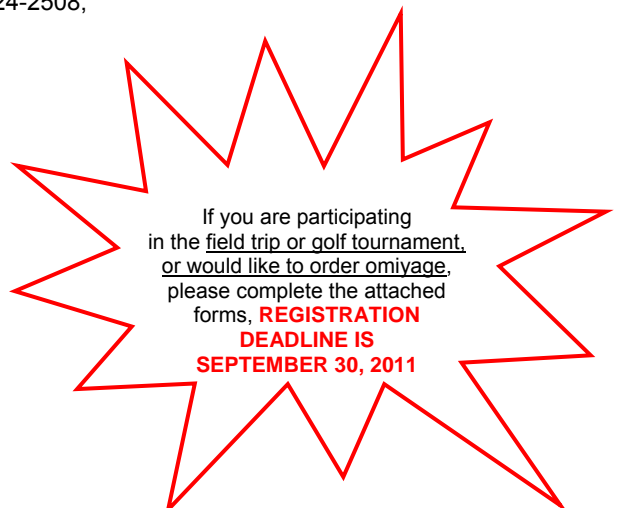 24-2508,
If you are participating
in the field trip or golf tournament,
or would like to order omiyage,
please complete the attached
forms, REGISTRATION
DEADLINE IS
SEPTEMBER 30, 2011